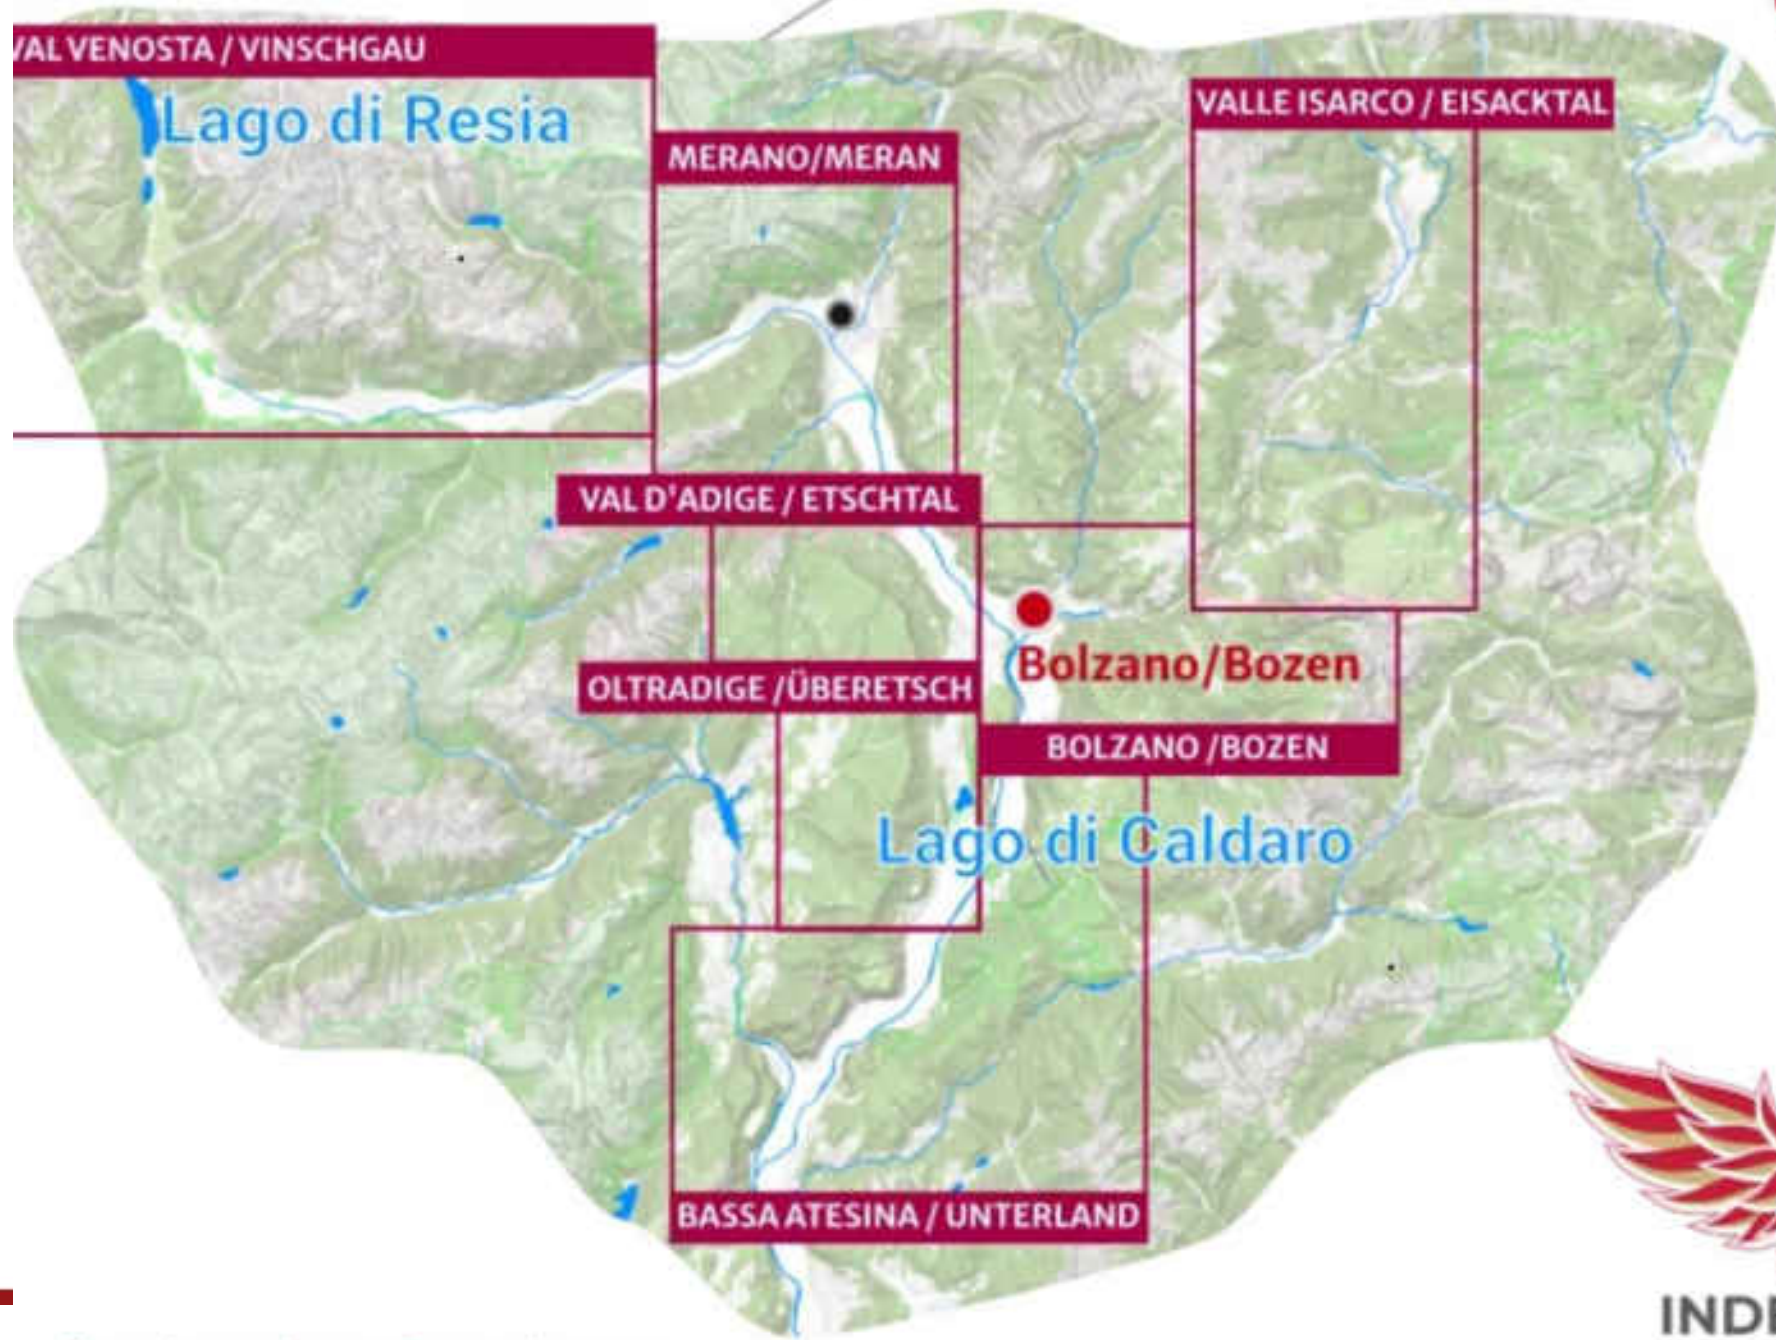 VAL VENOSTA / VINSCHGAU
Lago di Resia
VALLE ISARCO / EISACKTAL
MERANO/MERAN
VAL D'ADIGE / ETSCHTAL
Bolzano/Bozen
OLTRADIGE /ÜBERETSCH
BOLZANO /BOZEN
Lago di Caldaro
BASSA ATESINA / UNTERLAND